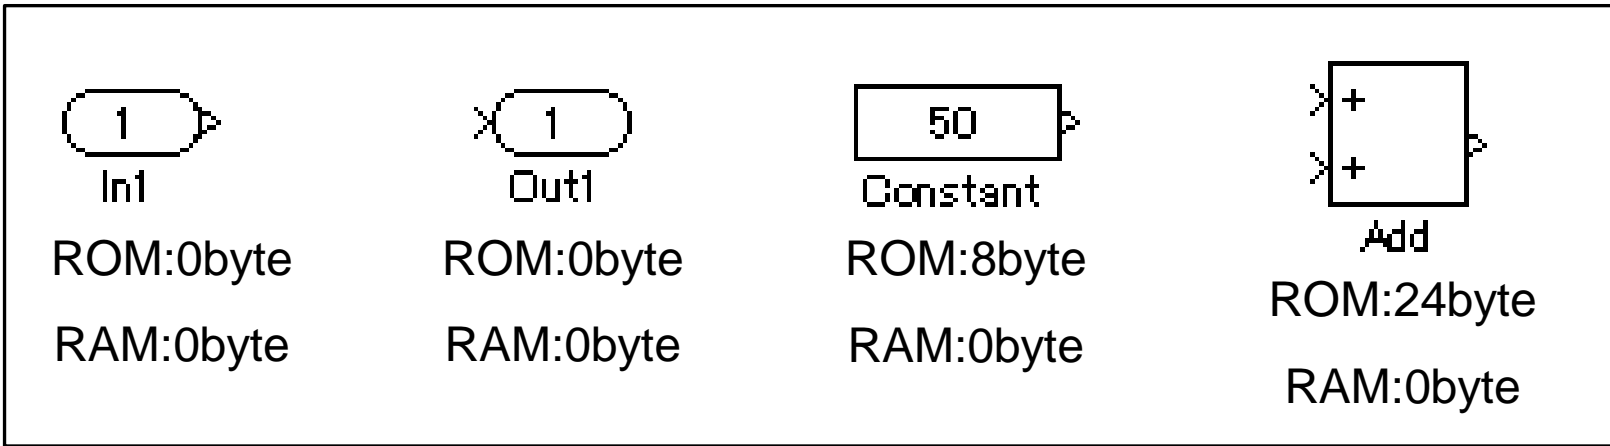 1
In1
ROM:0byte
RAM:0byte
1
Out1
ROM:0byte
RAM:0byte
50
Constant
ROM:8byte
RAM:0byte
+
+
Add
ROM:24byte
RAM:0byte